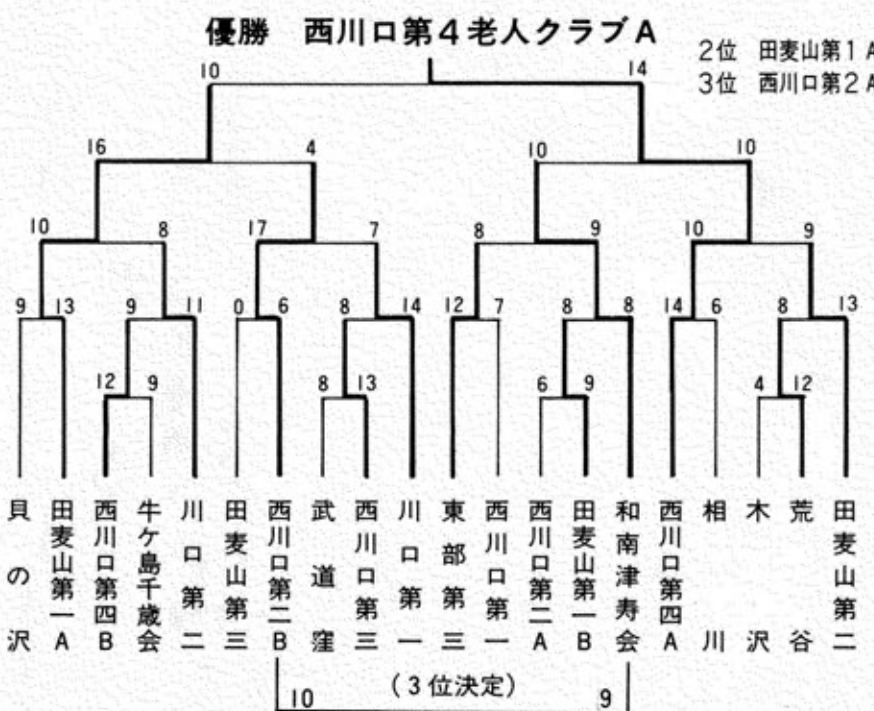 優勝 西川口第4老人クラブA
2位 田麦山第1A
3位 西川口第2A
10 14
16 4 10 10
10 8 17 7 8 9 10 9
9 13 9 11 0 6 8 14 12 7 8 8 14 6 8 13
12 9 8 13 6 9 4 12
貝の沢
田麦山第一A
西川口第四B
牛ケ島千歳会
川口第二
田麦山第三
西川口第二B
武道窪
西川口第三
川口第一
東部第三
西川口第一
西川口第二A
田麦山第一B
和南津寿会
西川口第四A
相川
木沢
荒谷
田麦山第二
10 (3位決定) 9